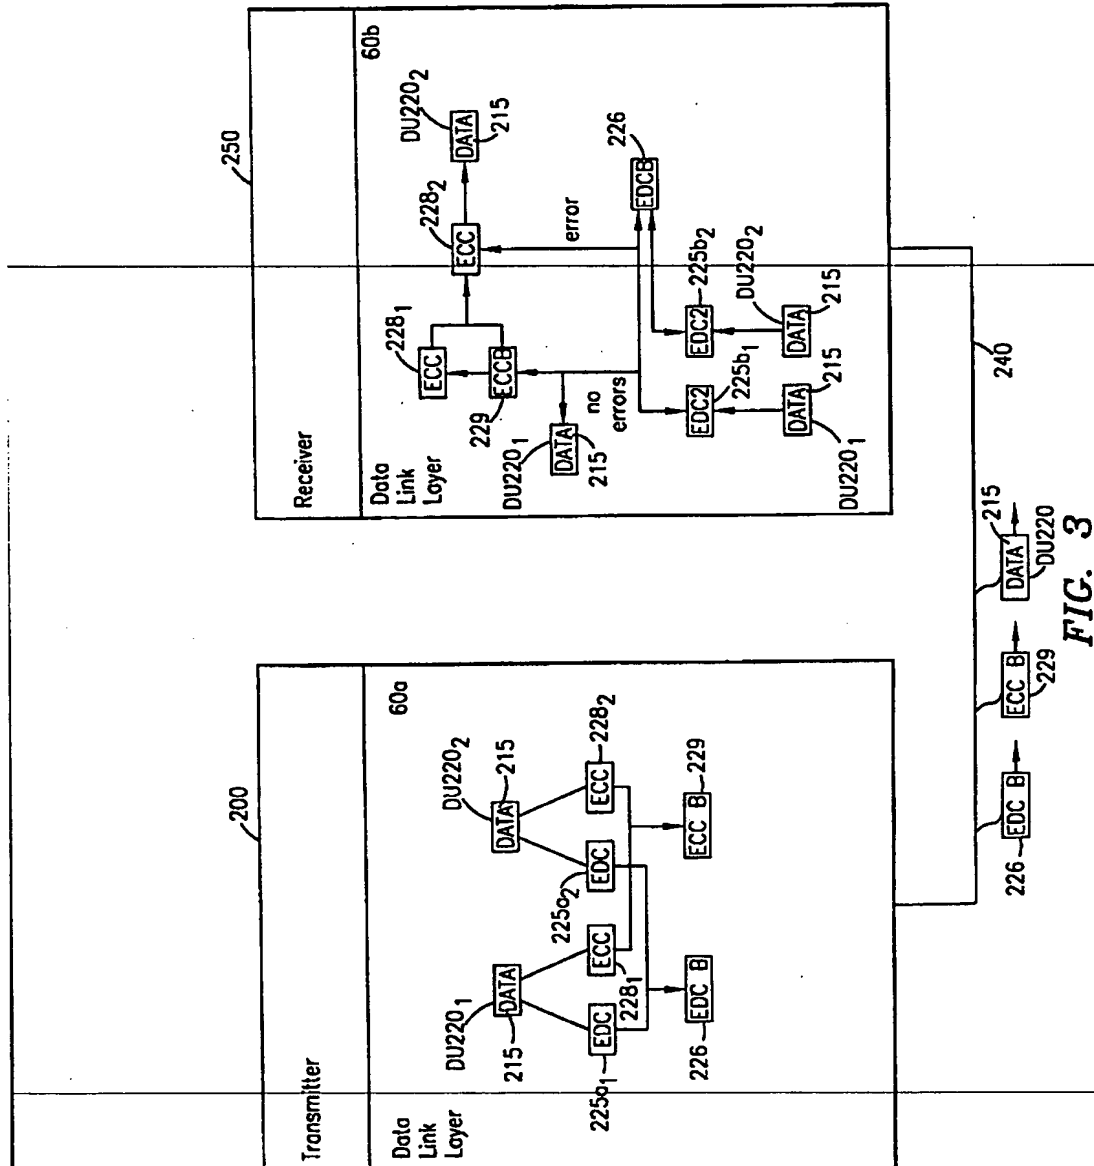 200
Transmitter
Data
Link
Layer
60a
DU220₁
DATA
215
DU220₂
215
DATA
225a₁
EDC
ECC
228₁
225a₂
EDC
ECC
228₂
226
EDC B
ECC B
229
250
Receiver
Data
Link
Layer
60b
228₁
ECC
228₂
ECC
DU220₂
DATA
215
229
ECCB
DU220₁
DATA
215
no
errors
error
226
EDCB
EDC2
225b₁
EDC2
225b₂
DU220₁
DATA
215
DU220₂
DATA
215
240
226
EDC B
ECC B
229
DATA
215
DU220
FIG. 3